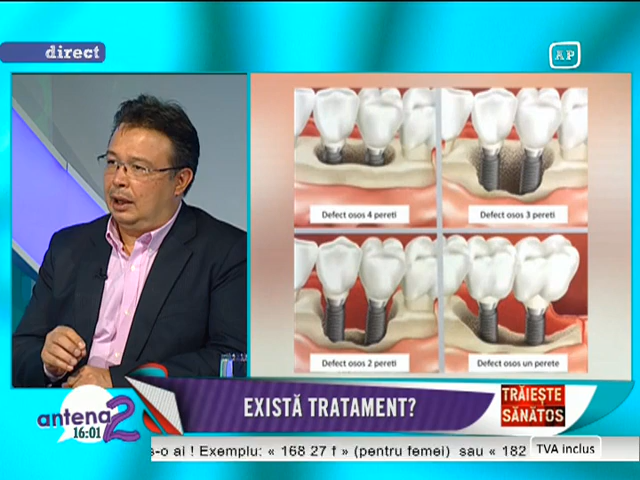 direct
AP
Defect osos 4 pereti
Defect osos 3 pereti
Defect osos 2 pereti
Defect osos un perete
EXISTĂ TRATAMENT?
TRĂIEȘTE
SĂNĂTOS
antena 2
16:01
s-o ai ! Exemplu: « 168 27 f » (pentru femei) sau « 182
TVA inclus